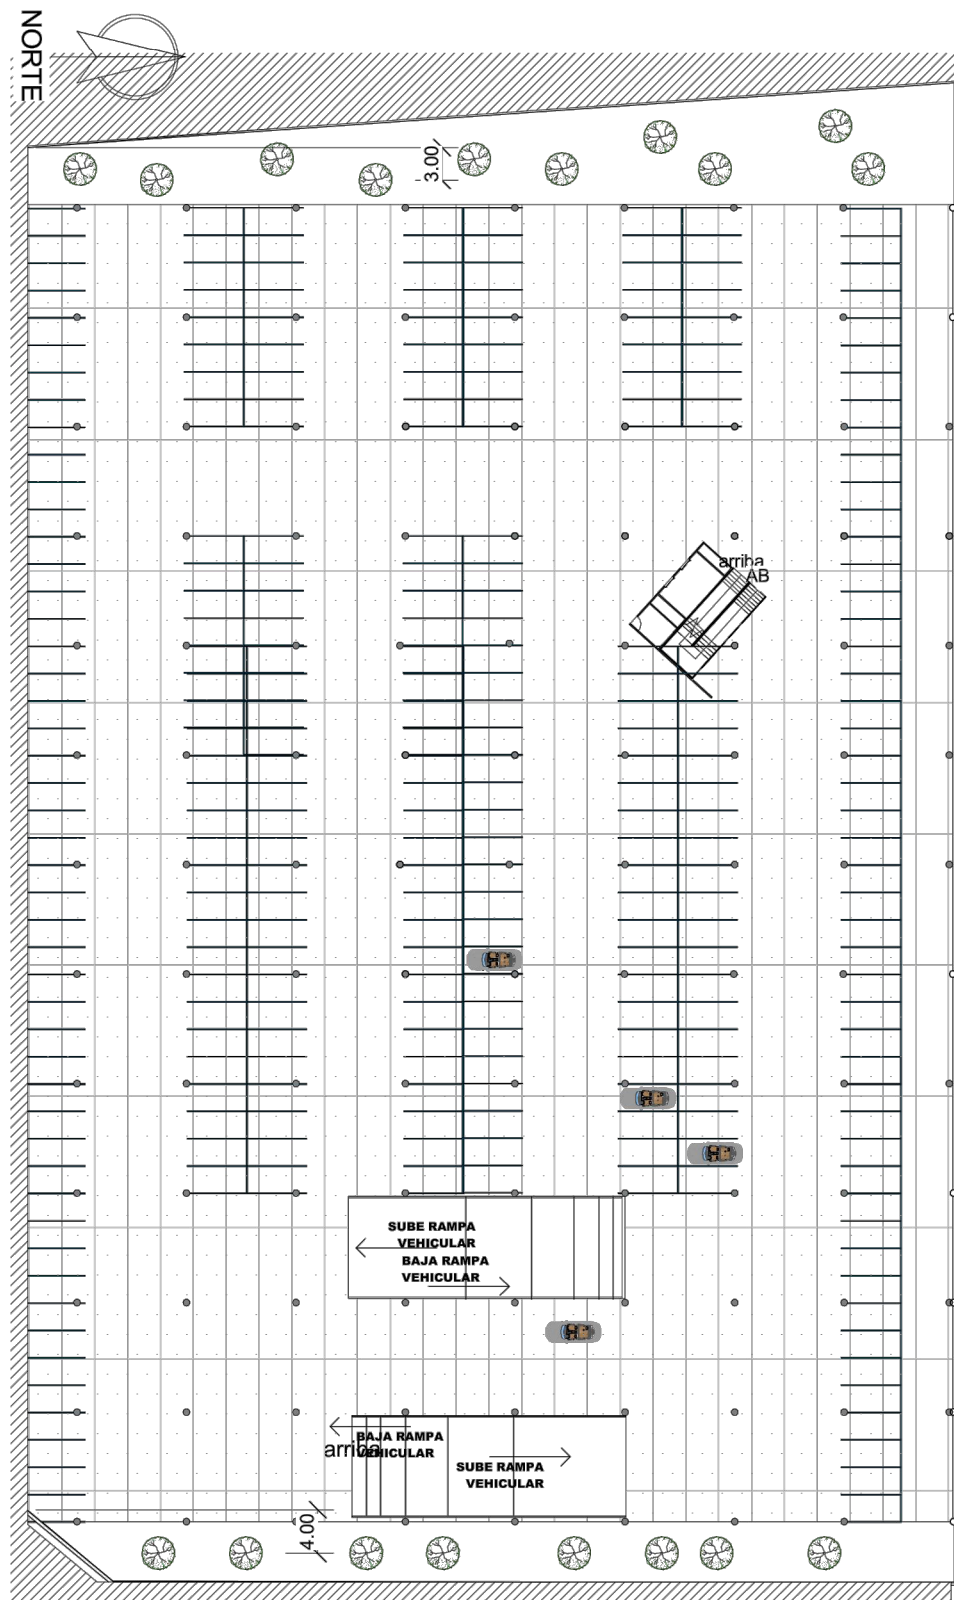 NORTE
3.00
arriba
AB
SUBE RAMPA
VEHICULAR
BAJA RAMPA
VEHICULAR
BAJA RAMPA
VEHICULAR
arriba
SUBE RAMPA
VEHICULAR
4.00